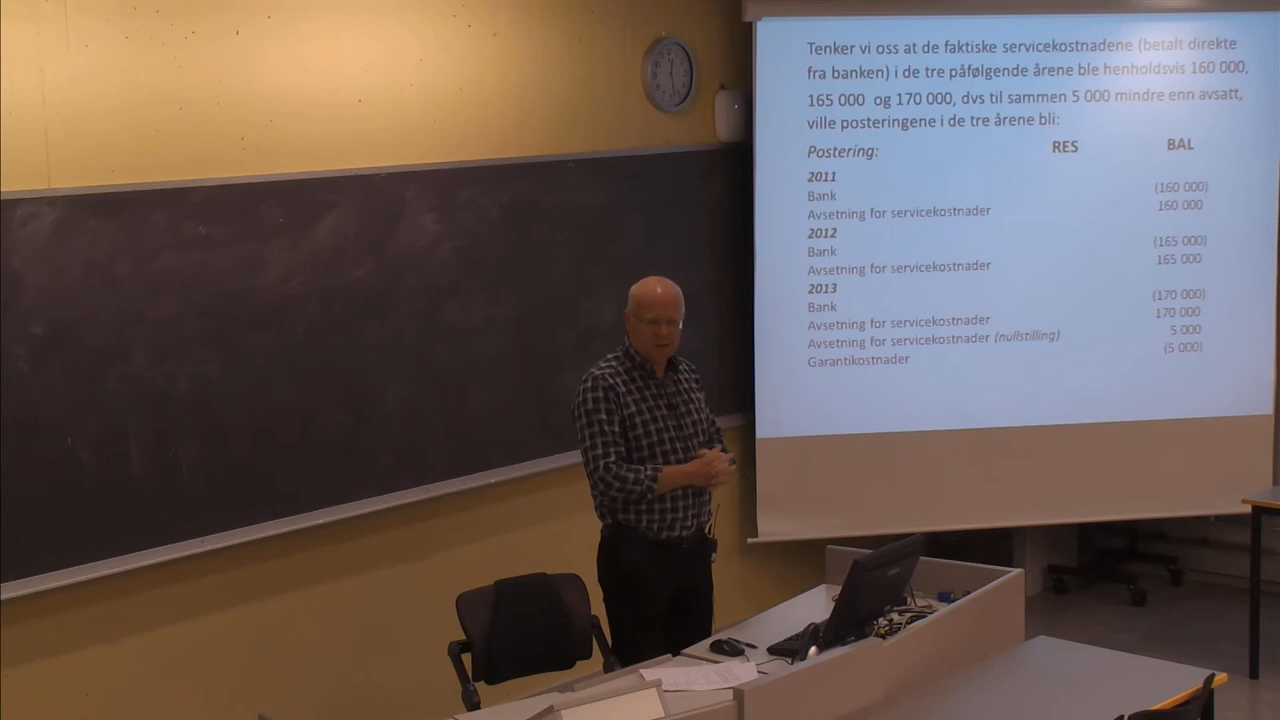 Tenker vi oss at de faktiske servicekostnadene (betalt direkte
fra banken) i de tre påfølgende årene ble henholdsvis 160 000,
165 000 og 170 000, dvs til sammen 5 000 mindre enn avsatt,
ville posteringene i de tre årene bli:
Postering: RES BAL
2011
Bank (160 000)
Avsetning for servicekostnader 160 000
2012
Bank (165 000)
Avsetning for servicekostnader 165 000
2013
Bank (170 000)
Avsetning for servicekostnader 170 000
Avsetning for servicekostnader (nullstilling) 5 000
Garantikostnader (5 000)